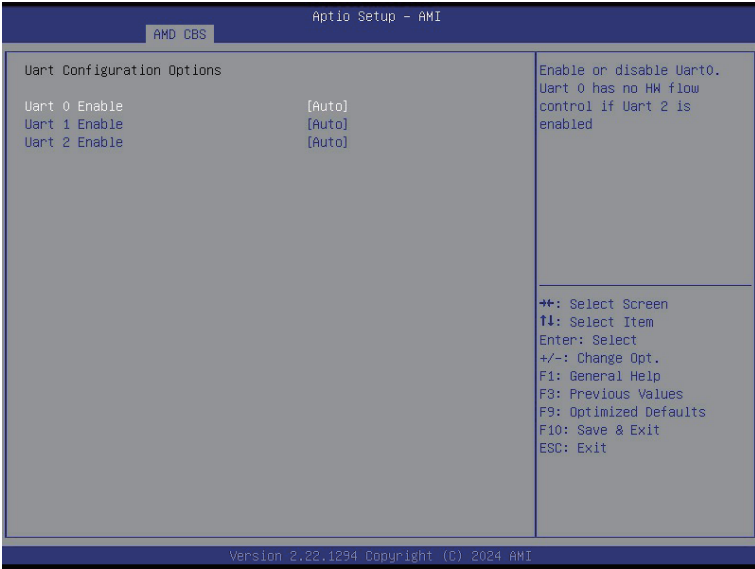 Aptio Setup – AMI
AMD CBS
Uart Configuration Options
Uart 0 Enable [Auto]
Uart 1 Enable [Auto]
Uart 2 Enable [Auto]
Enable or disable Uart0.
Uart 0 has no HW flow
control if Uart 2 is
enabled
→←: Select Screen
↑↓: Select Item
Enter: Select
+/-: Change Opt.
F1: General Help
F3: Previous Values
F9: Optimized Defaults
F10: Save & Exit
ESC: Exit
Version 2.22.1294 Copyright (C) 2024 AMI